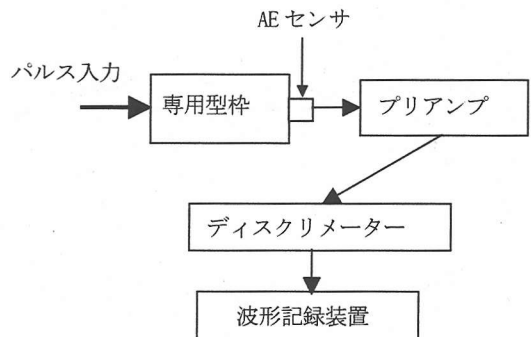 AE センサ
パルス入力
専用型枠
プリアンプ
ディスクリメーター
波形記録装置